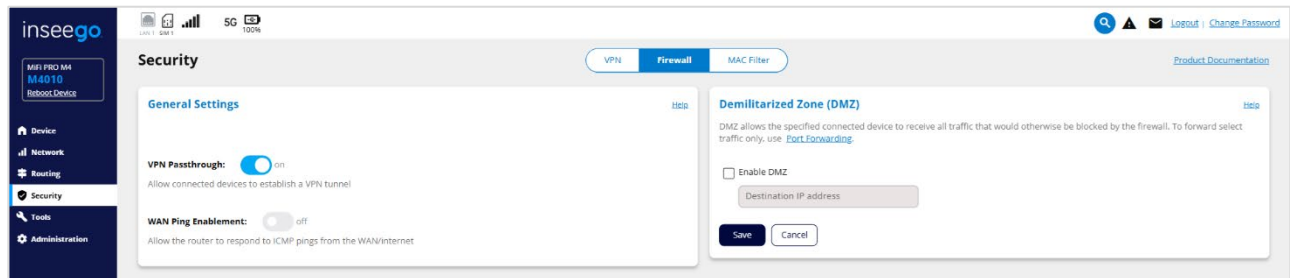 inseego
LAN 1 SIM 1
5G
100%
Logout | Change Password
MiFi PRO M4
M4010
Reboot Device
Device
Network
Routing
Security
Tools
Administration
Security
VPN
Firewall
MAC Filter
Product Documentation
General Settings
Help
VPN Passthrough:
on
Allow connected devices to establish a VPN tunnel
WAN Ping Enablement:
off
Allow the router to respond to ICMP pings from the WAN/internet
Demilitarized Zone (DMZ)
Help
DMZ allows the specified connected device to receive all traffic that would otherwise be blocked by the firewall. To forward select
traffic only, use Port Forwarding.
Enable DMZ
Destination IP address
Save
Cancel